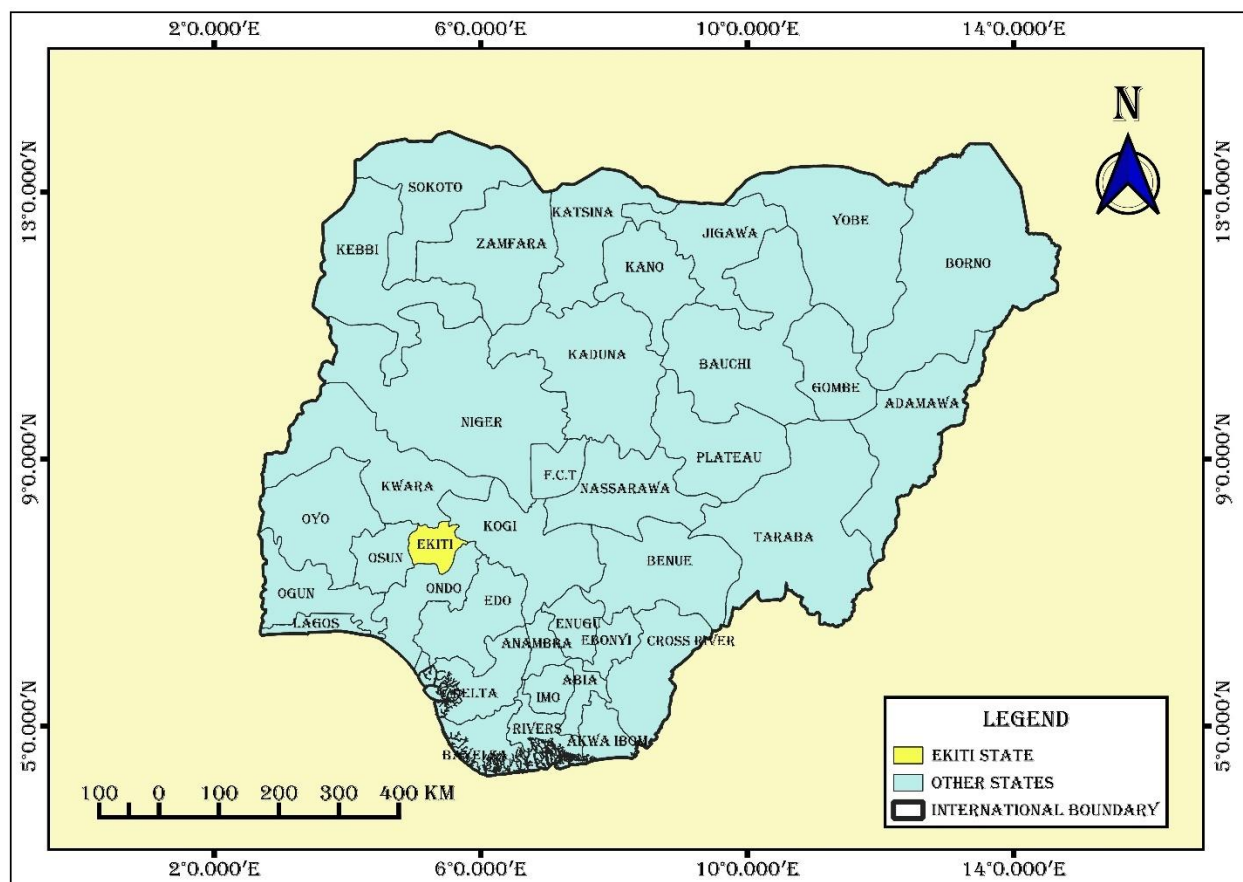 2°0.000′E 6°0.000′E 10°0.000′E 14°0.000′E
N
13°0.000′N 13°0.000′N
SOKOTO
KATSINA
YOBE
JIGAWA
KEBBI
ZAMFARA
KANO
BORNO
KADUNA
BAUCHI
GOMBE
ADAMAWA
NIGER
9°0.000′N 9°0.000′N
PLATEAU
F.C.T
NASSARAWA
KWARA
OYO
KOGI
EKITI
TARABA
OSUN
BENUE
OGUN
ONDO
EDO
LAGOS
ENUGU
ANAMBRA
EBONYI
CROSS RIVER
ABIA
DELTA
IMO
5°0.000′N 5°0.000′N
RIVERS
AKWA IBOM
BAYELSA
LEGEND
EKITI STATE
OTHER STATES
INTERNATIONAL BOUNDARY
100 0 100 200 300 400 KM
2°0.000′E 6°0.000′E 10°0.000′E 14°0.000′E